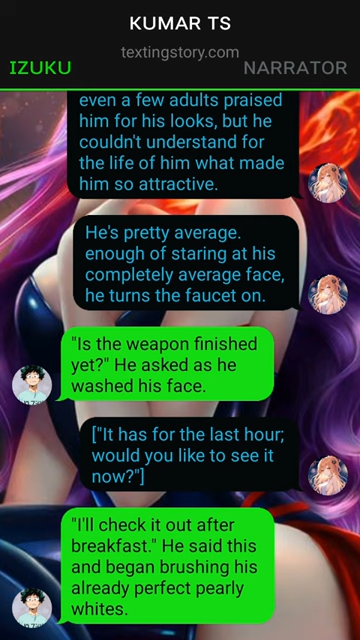 KUMAR TS
textingstory.com
IZUKU
NARRATOR
even a few adults praised
him for his looks, but he
couldn't understand for
the life of him what made
him so attractive.
He's pretty average.
enough of staring at his
completely average face,
he turns the faucet on.
"Is the weapon finished
yet?" He asked as he
washed his face.
["It has for the last hour;
would you like to see it
now?"]
"I'll check it out after
breakfast." He said this
and began brushing his
already perfect pearly
whites.